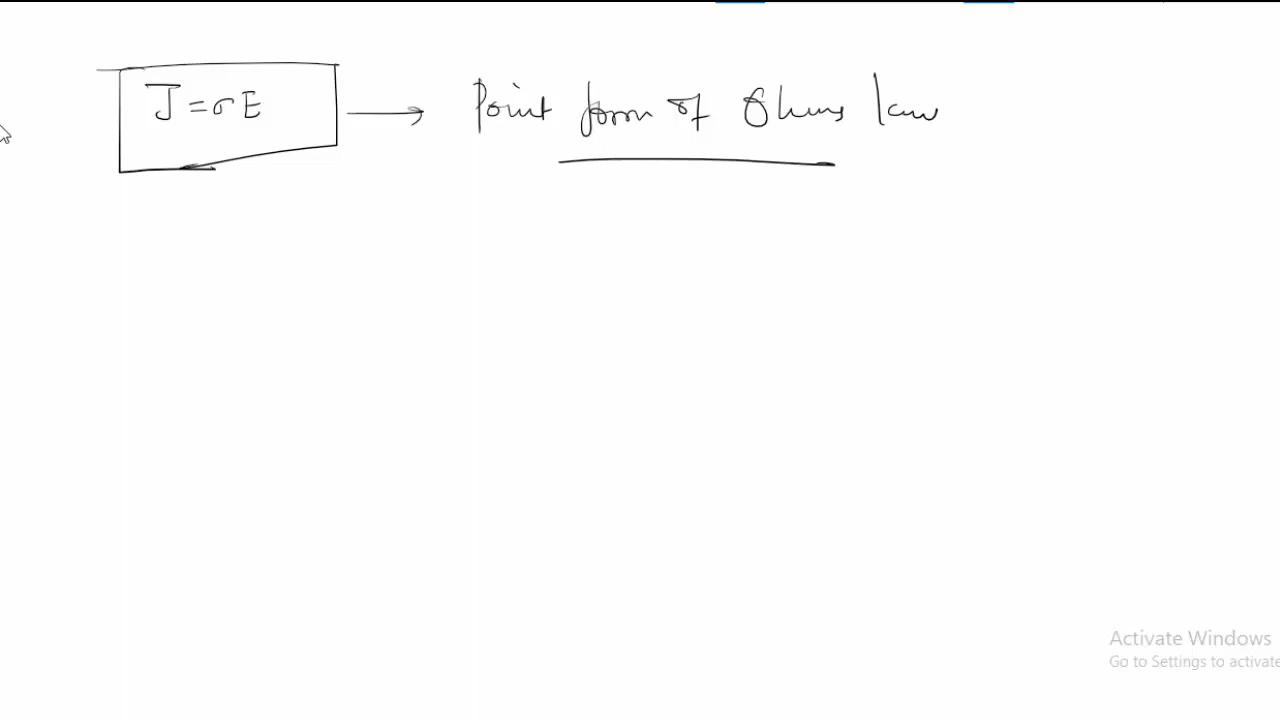 J = σE → Point form of Ohms law
Activate Windows
Go to Settings to activate